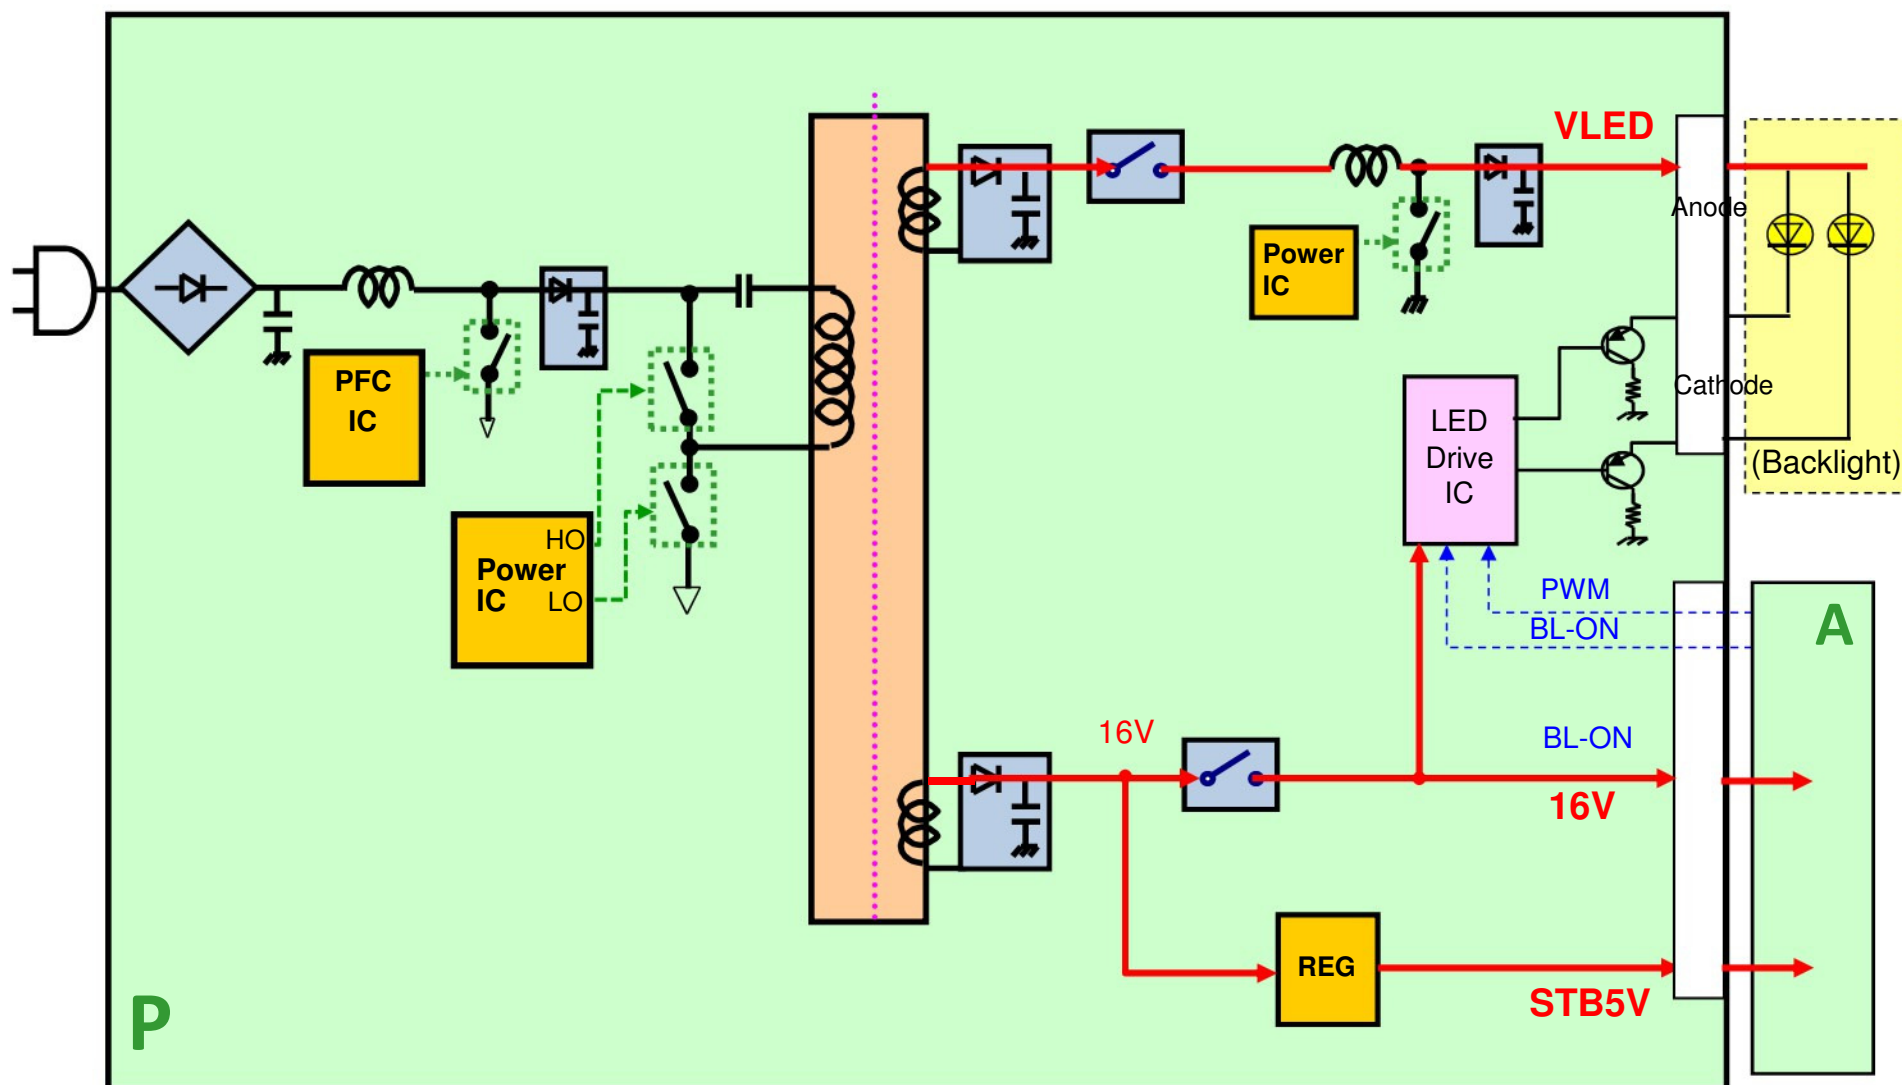 VLED
Anode
Power
IC
PFC
IC
Cathode
LED
Drive
IC
(Backlight)
HO
Power
IC
LO
PWM
BL-ON
A
16V
BL-ON
16V
REG
STB5V
P